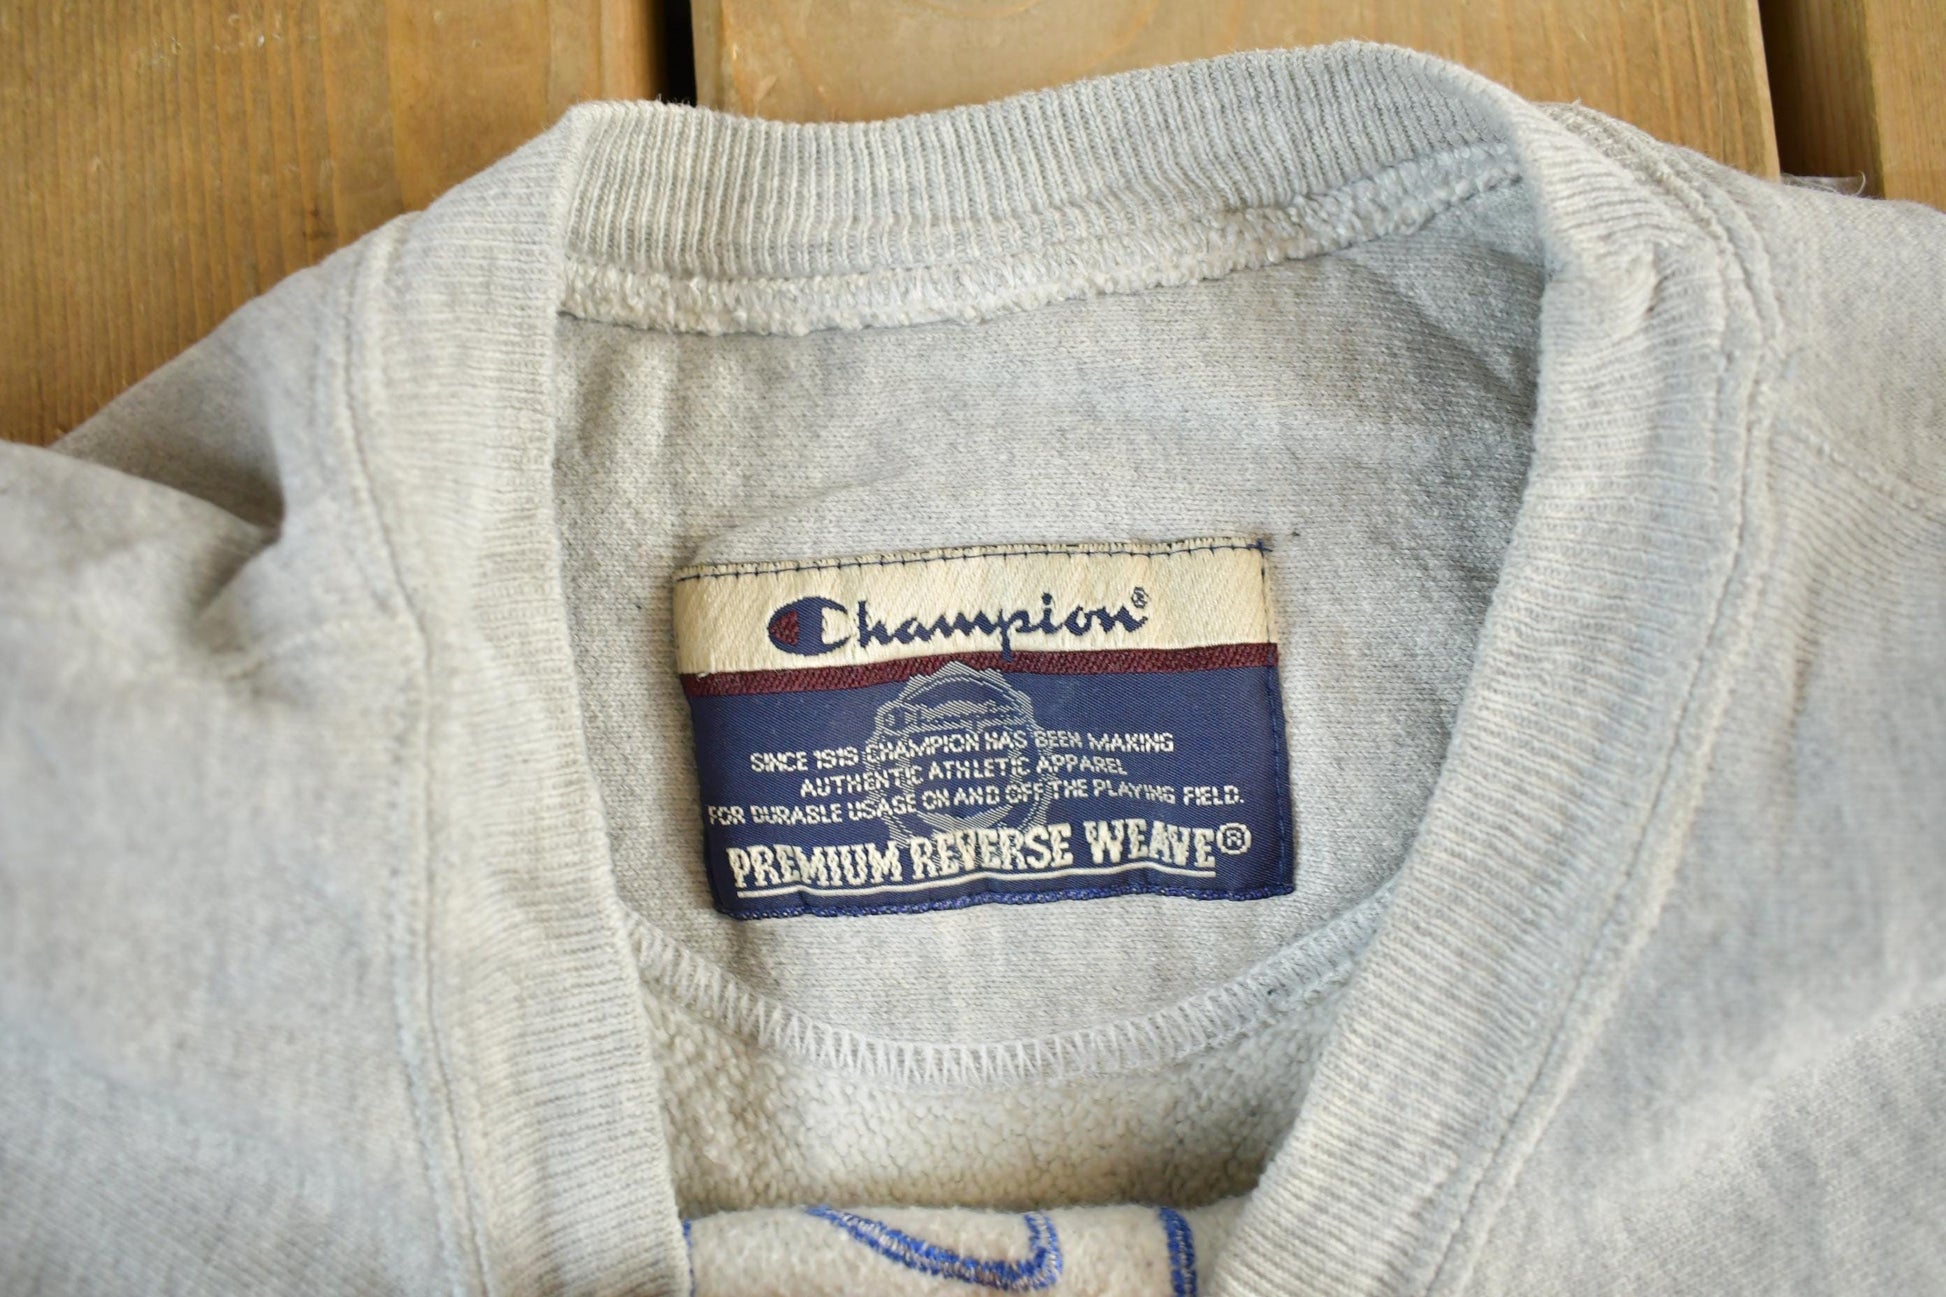 Champion®
Champion
SINCE 1919 CHAMPION HAS BEEN MAKING
AUTHENTIC ATHLETIC APPAREL
FOR DURABLE USAGE ON AND OFF THE PLAYING FIELD.
PREMIUM REVERSE WEAVE®